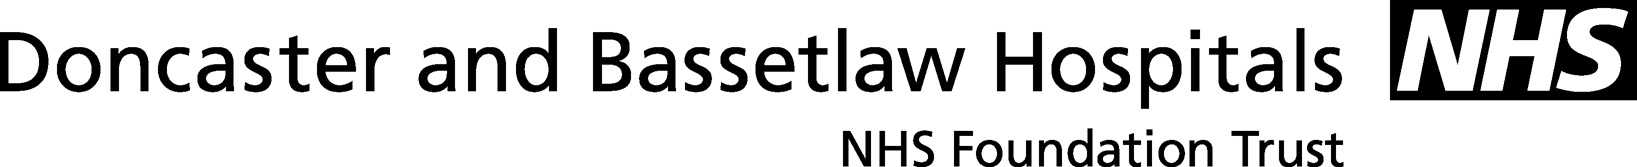 Doncaster and Bassetlaw Hospitals NHS
NHS Foundation Trust